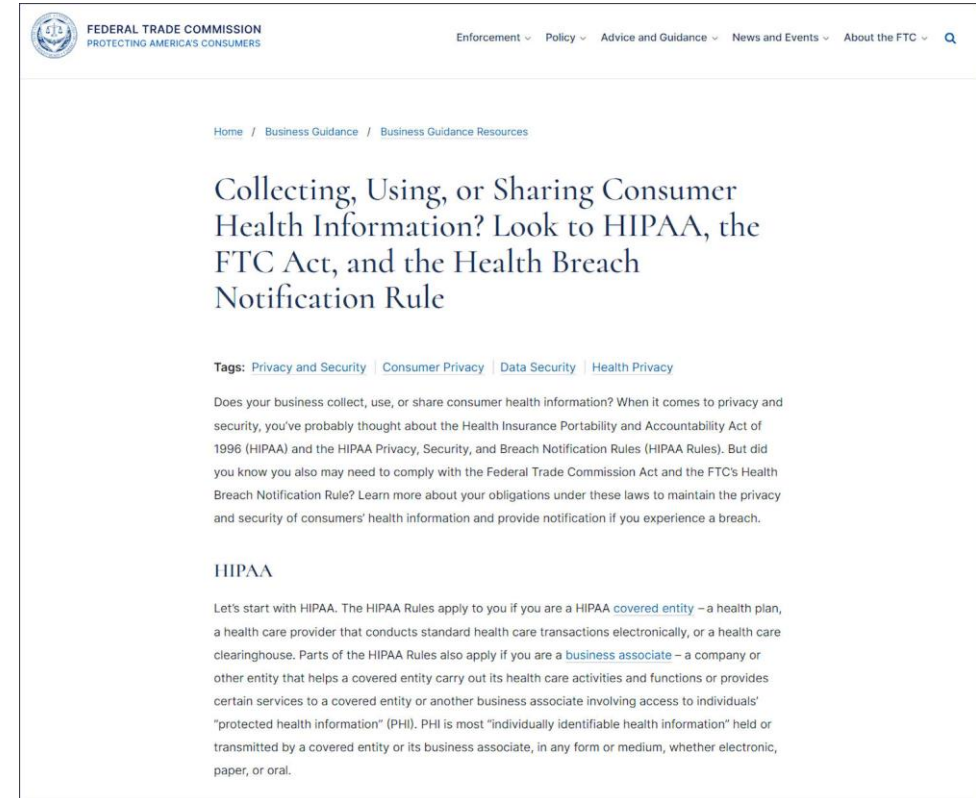 FEDERAL TRADE COMMISSION
PROTECTING AMERICA'S CONSUMERS
Enforcement Policy Advice and Guidance News and Events About the FTC
Home / Business Guidance / Business Guidance Resources
Collecting, Using, or Sharing Consumer
Health Information? Look to HIPAA, the
FTC Act, and the Health Breach
Notification Rule
Tags: Privacy and Security | Consumer Privacy | Data Security | Health Privacy
Does your business collect, use, or share consumer health information? When it comes to privacy and
security, you've probably thought about the Health Insurance Portability and Accountability Act of
1996 (HIPAA) and the HIPAA Privacy, Security, and Breach Notification Rules (HIPAA Rules). But did
you know you also may need to comply with the Federal Trade Commission Act and the FTC's Health
Breach Notification Rule? Learn more about your obligations under these laws to maintain the privacy
and security of consumers' health information and provide notification if you experience a breach.
HIPAA
Let's start with HIPAA. The HIPAA Rules apply to you if you are a HIPAA covered entity – a health plan,
a health care provider that conducts standard health care transactions electronically, or a health care
clearinghouse. Parts of the HIPAA Rules also apply if you are a business associate – a company or
other entity that helps a covered entity carry out its health care activities and functions or provides
certain services to a covered entity or another business associate involving access to individuals'
"protected health information" (PHI). PHI is most "individually identifiable health information" held or
transmitted by a covered entity or its business associate, in any form or medium, whether electronic,
paper, or oral.